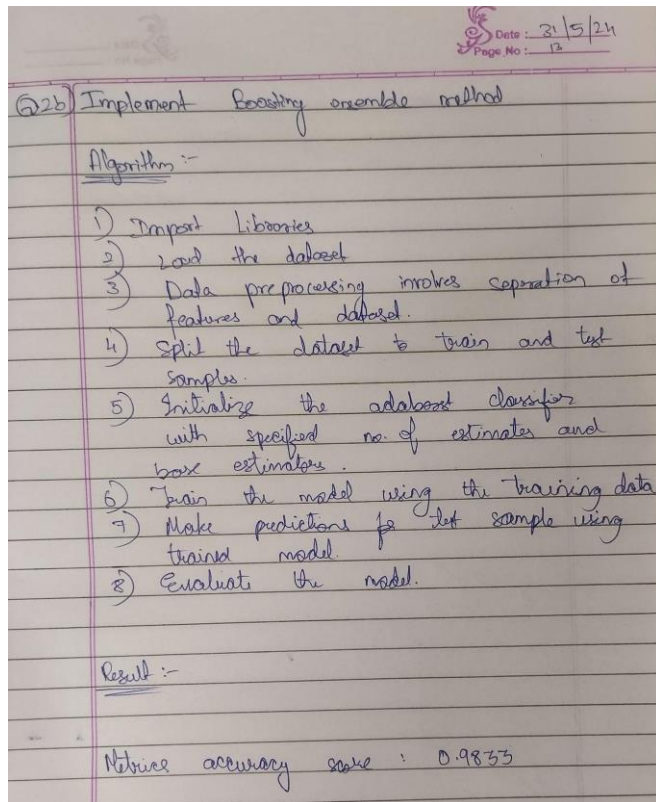 Date : 31/5/24
Page No : 13
Q2b) Implement Boosting ensemble method
Algorithm :-
1) Import Libraries
2) Load the dataset
3) Data preprocessing involves seperation of
features and dataset.
4) Split the dataset to train and test
samples.
5) Initialize the adaboost classifier
with specified no. of estimates and
base estimators.
6) Train the model using the training data
7) Make predictions for test sample using
trained model.
8) Evaluate the model.
Result :-
Metrics accuracy score : 0.9833